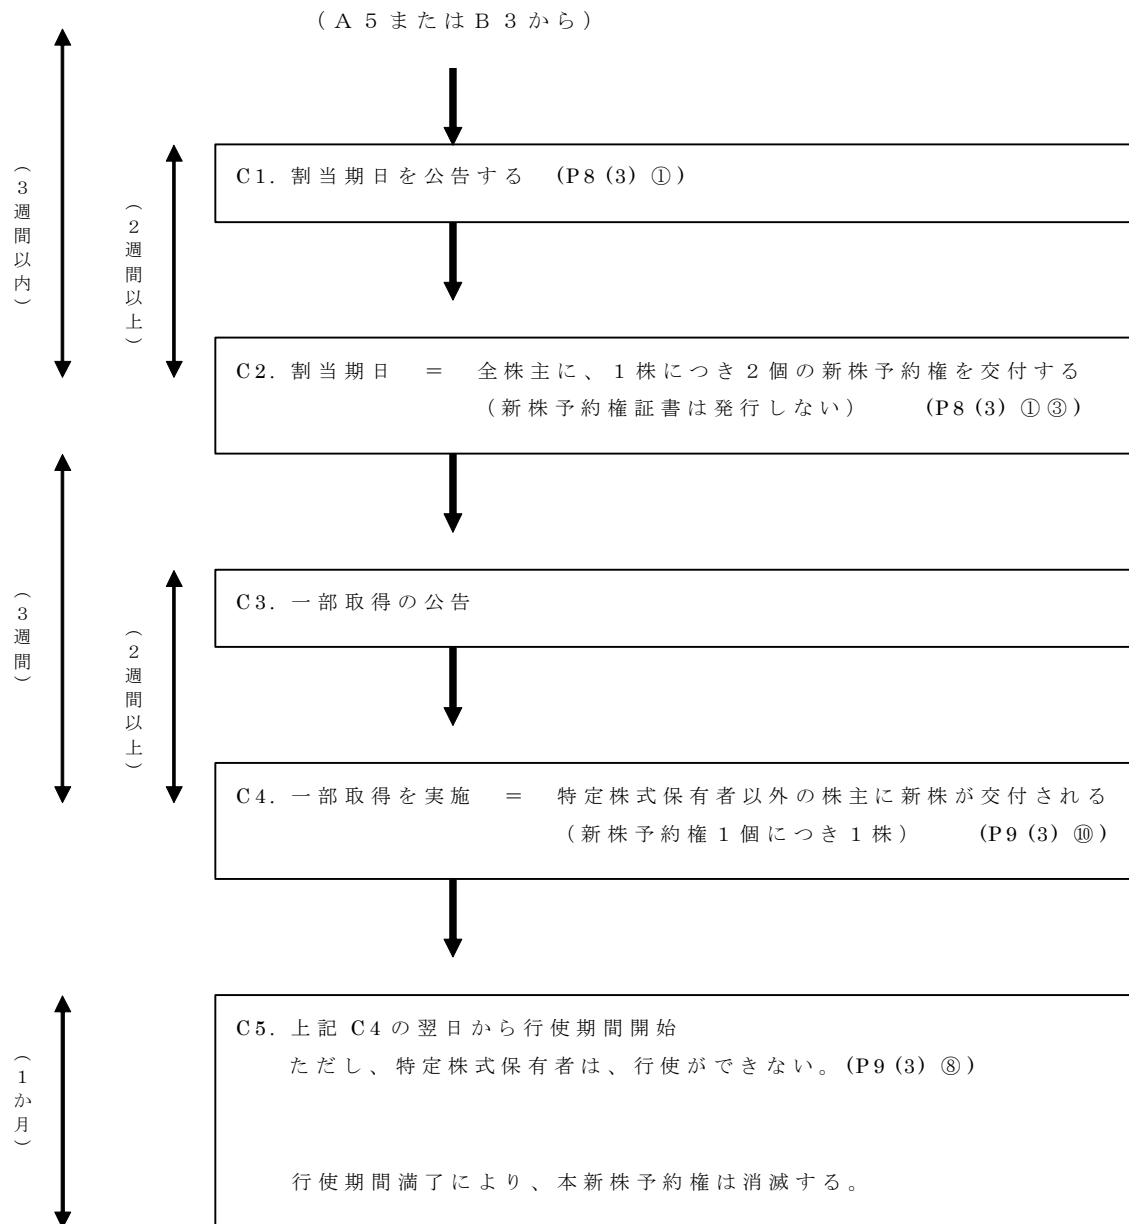 （Ａ５またはＢ３から）
（３週間以内）
（２週間以上）
C1. 割当期日を公告する (P8 (3) ①)
C2. 割当期日 ＝ 全株主に、1株につき2個の新株予約権を交付する
（新株予約権証書は発行しない） (P8 (3) ①③)
（３週間）
（２週間以上）
C3. 一部取得の公告
C4. 一部取得を実施 ＝ 特定株式保有者以外の株主に新株が交付される
（新株予約権1個につき1株） (P9 (3) ⑩)
（１か月）
C5. 上記 C4 の翌日から行使期間開始
ただし、特定株式保有者は、行使ができない。(P9 (3) ⑧)
行使期間満了により、本新株予約権は消滅する。